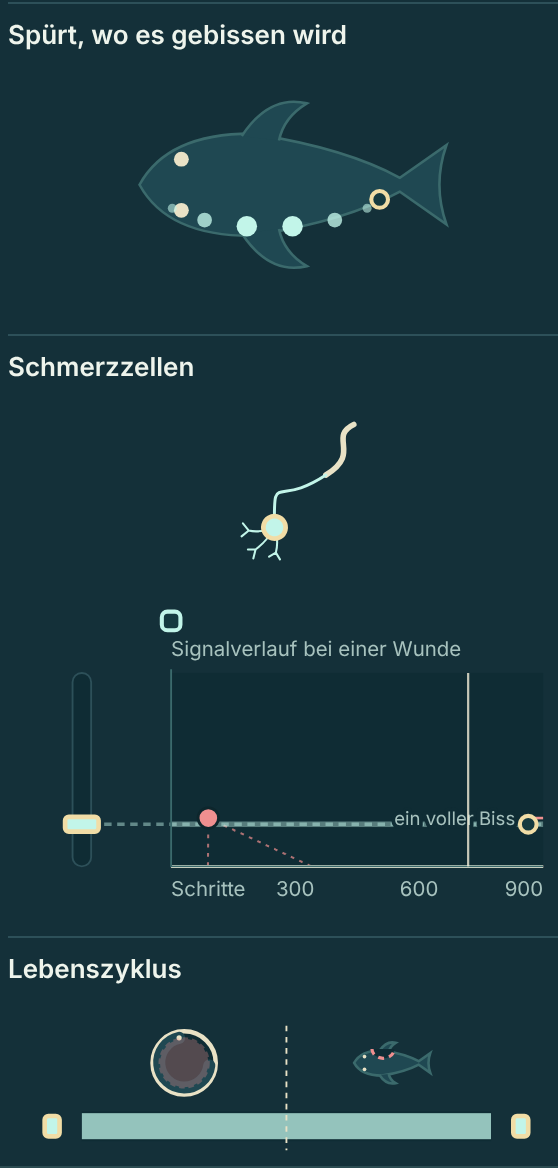 Spürt, wo es gebissen wird
Schmerzzellen
Signalverlauf bei einer Wunde
ein voller Biss
Schritte 300 600 900
Lebenszyklus